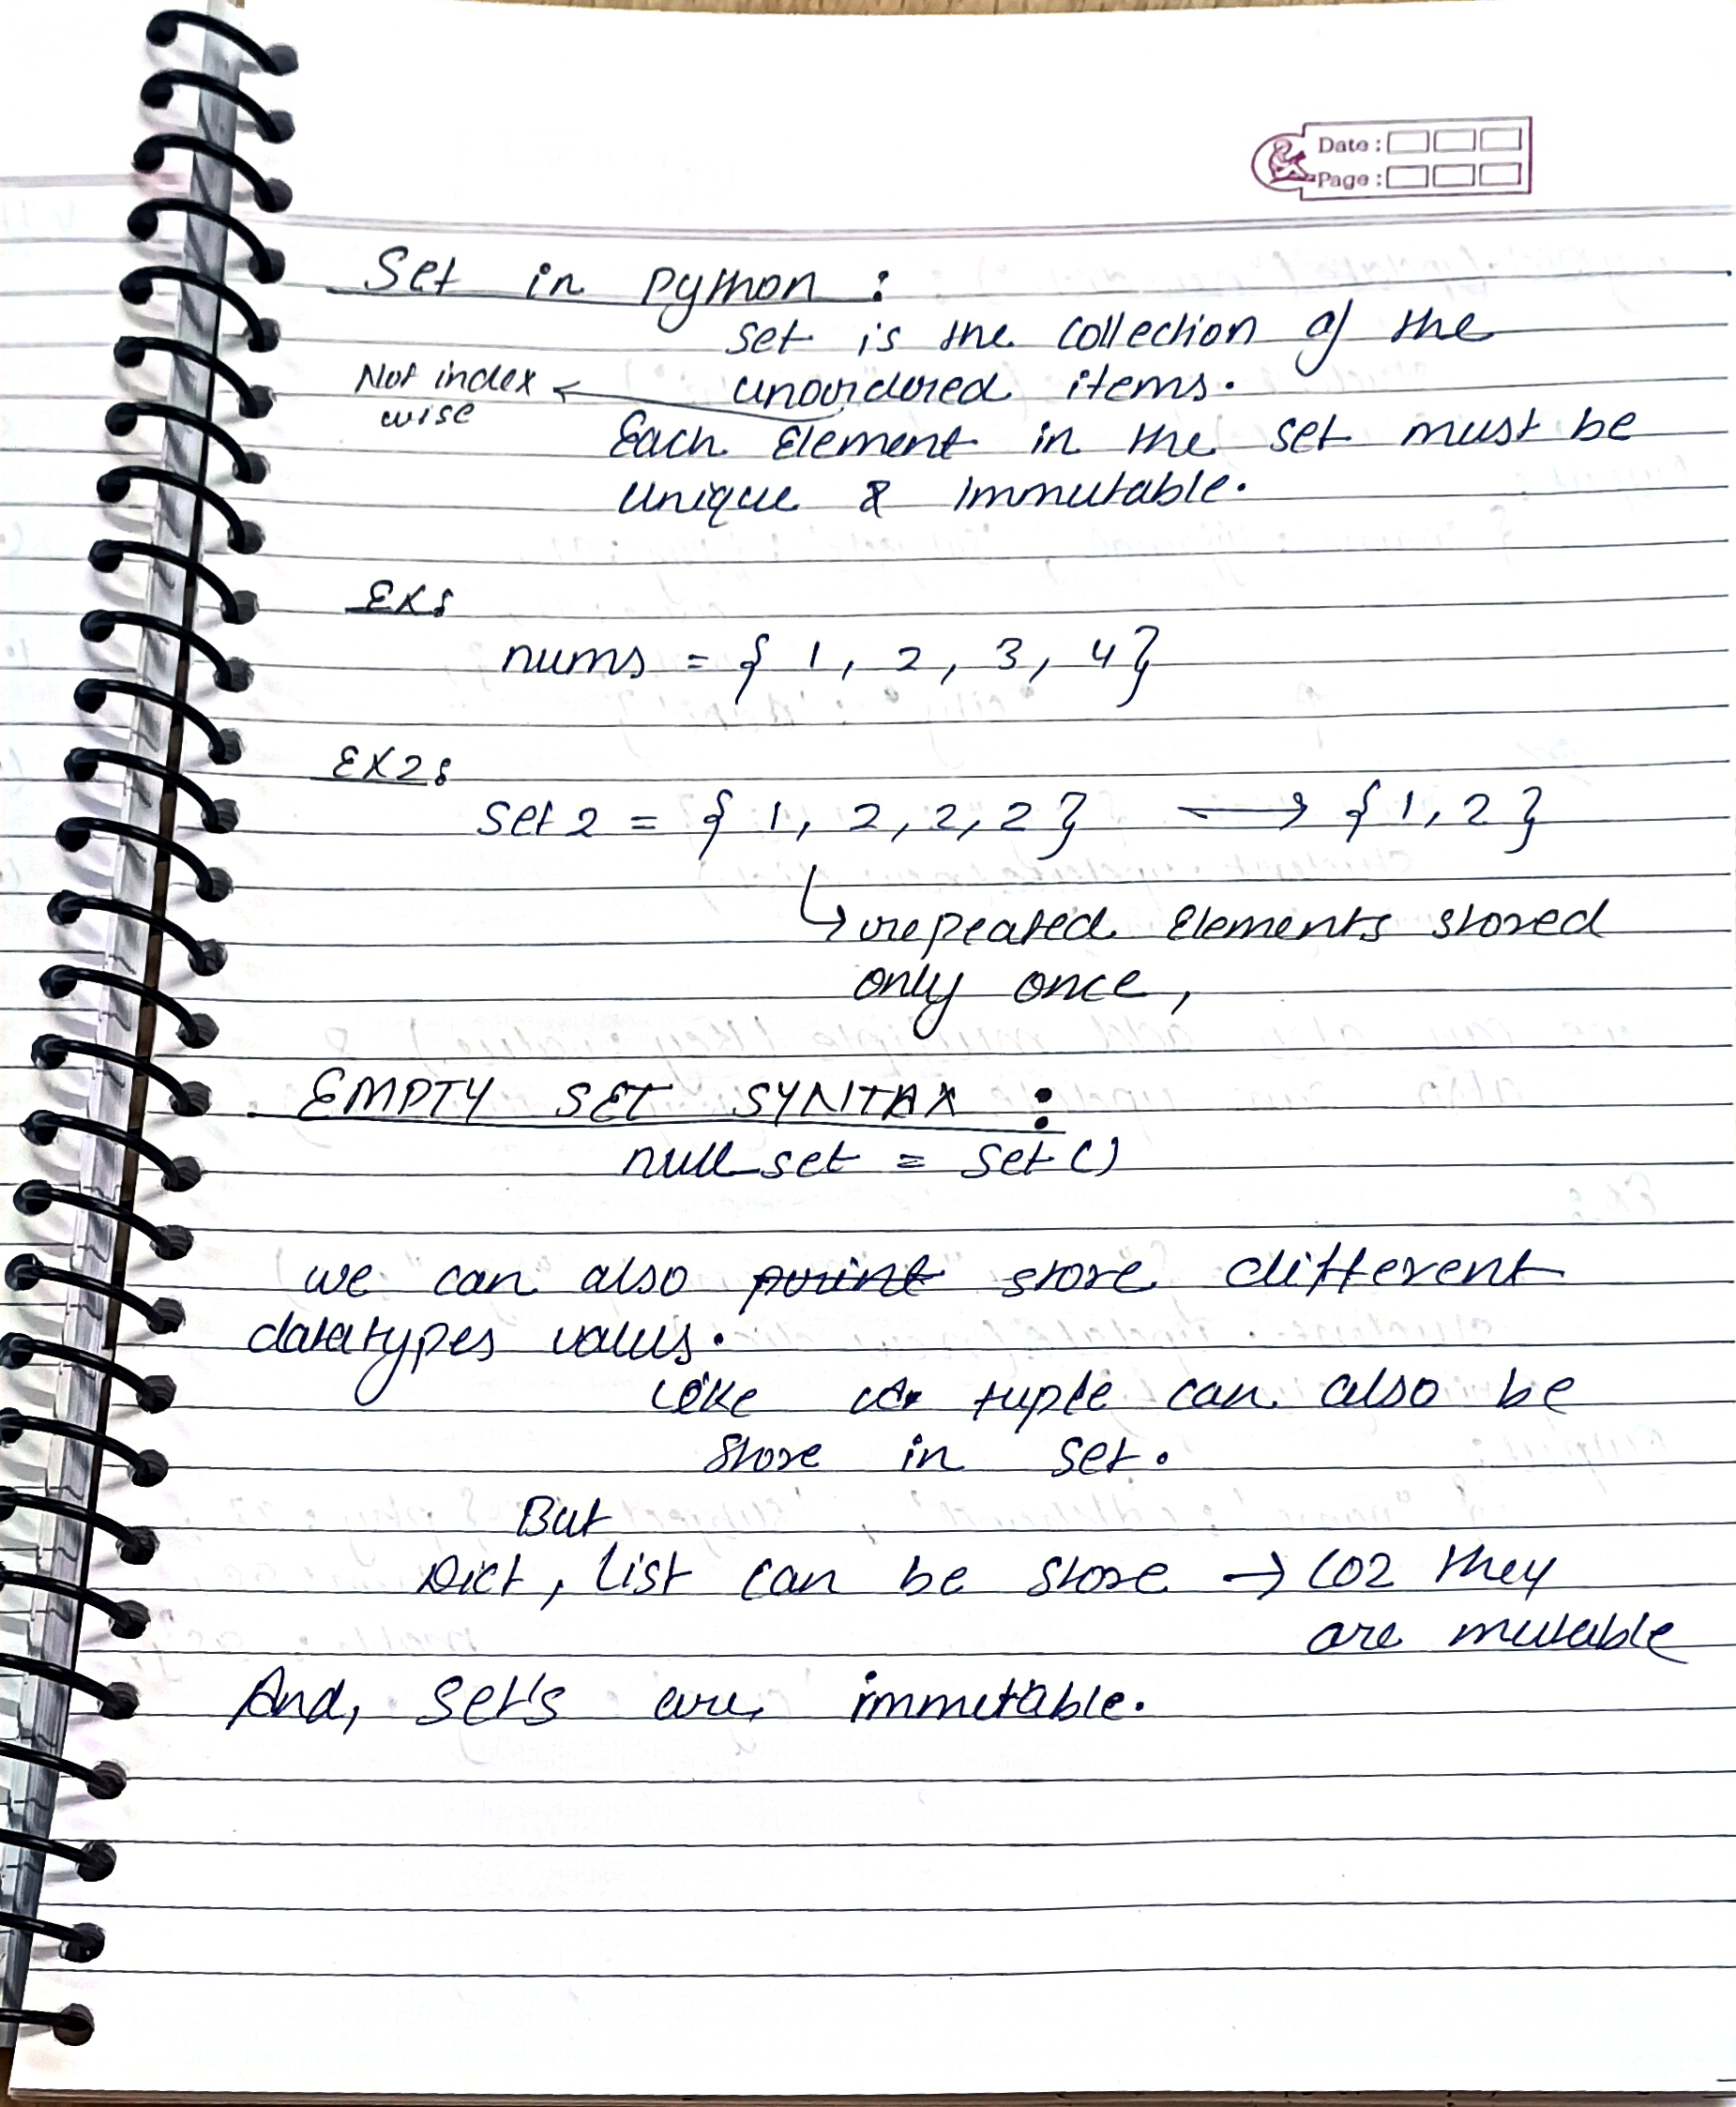 Date :
Page :
Set in python :
set is the collection of the
Not index
wise
unordered items.
Each Element in the set must be
unique & immutable.
Ex:
nums = { 1, 2, 3, 4}
Ex2:
set 2 = { 1, 2, 2, 2 } → { 1, 2 }
↳ repeated elements stored
only once,
EMPTY SET SYNTAX :
null_set = set()
we can also print store different
datatypes values.
Like a tuple can also be
store in set.
But
Dict, List can be store → COZ they
are mutable
And, set's are immutable.